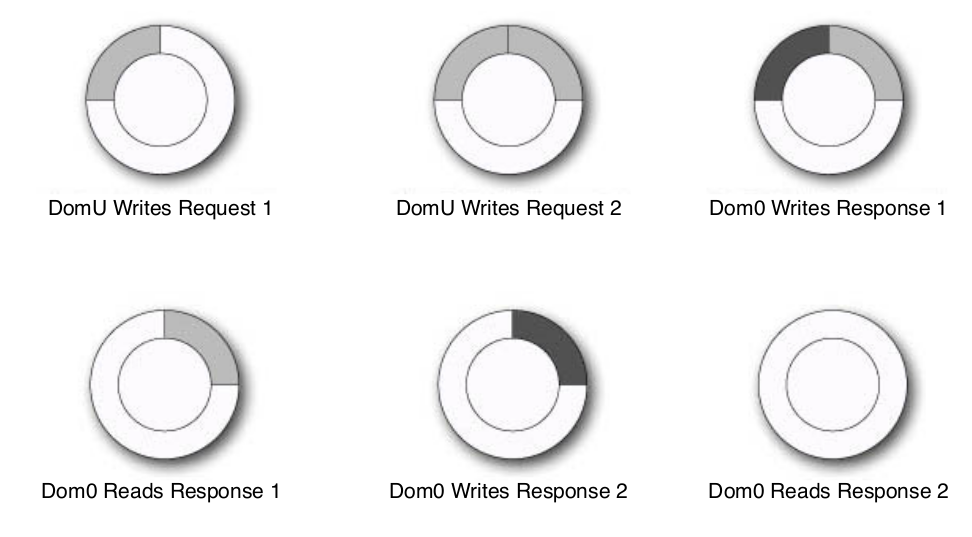 DomU Writes Request 1
DomU Writes Request 2
Dom0 Writes Response 1
Dom0 Reads Response 1
Dom0 Writes Response 2
Dom0 Reads Response 2